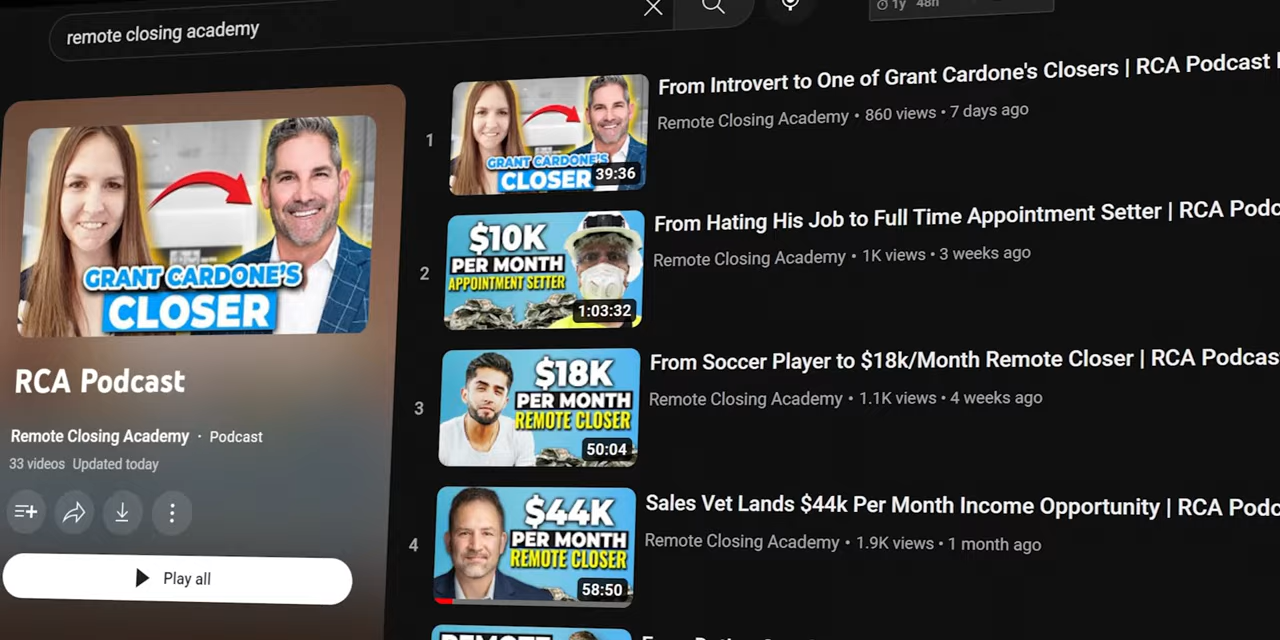 remote closing academy
1y 48h
GRANT CARDONE'S
CLOSER
RCA Podcast
Remote Closing Academy · Podcast
33 videos Updated today
Play all
1
GRANT CARDONE'S
CLOSER
39:36
From Introvert to One of Grant Cardone's Closers | RCA Podcast
Remote Closing Academy • 860 views • 7 days ago
2
$10K
PER MONTH
APPOINTMENT SETTER
1:03:32
From Hating His Job to Full Time Appointment Setter | RCA Podc
Remote Closing Academy • 1K views • 3 weeks ago
3
$18K
PER MONTH
REMOTE CLOSER
50:04
From Soccer Player to $18k/Month Remote Closer | RCA Podcas
Remote Closing Academy • 1.1K views • 4 weeks ago
4
$44K
PER MONTH
REMOTE CLOSER
58:50
Sales Vet Lands $44k Per Month Income Opportunity | RCA Podc
Remote Closing Academy • 1.9K views • 1 month ago